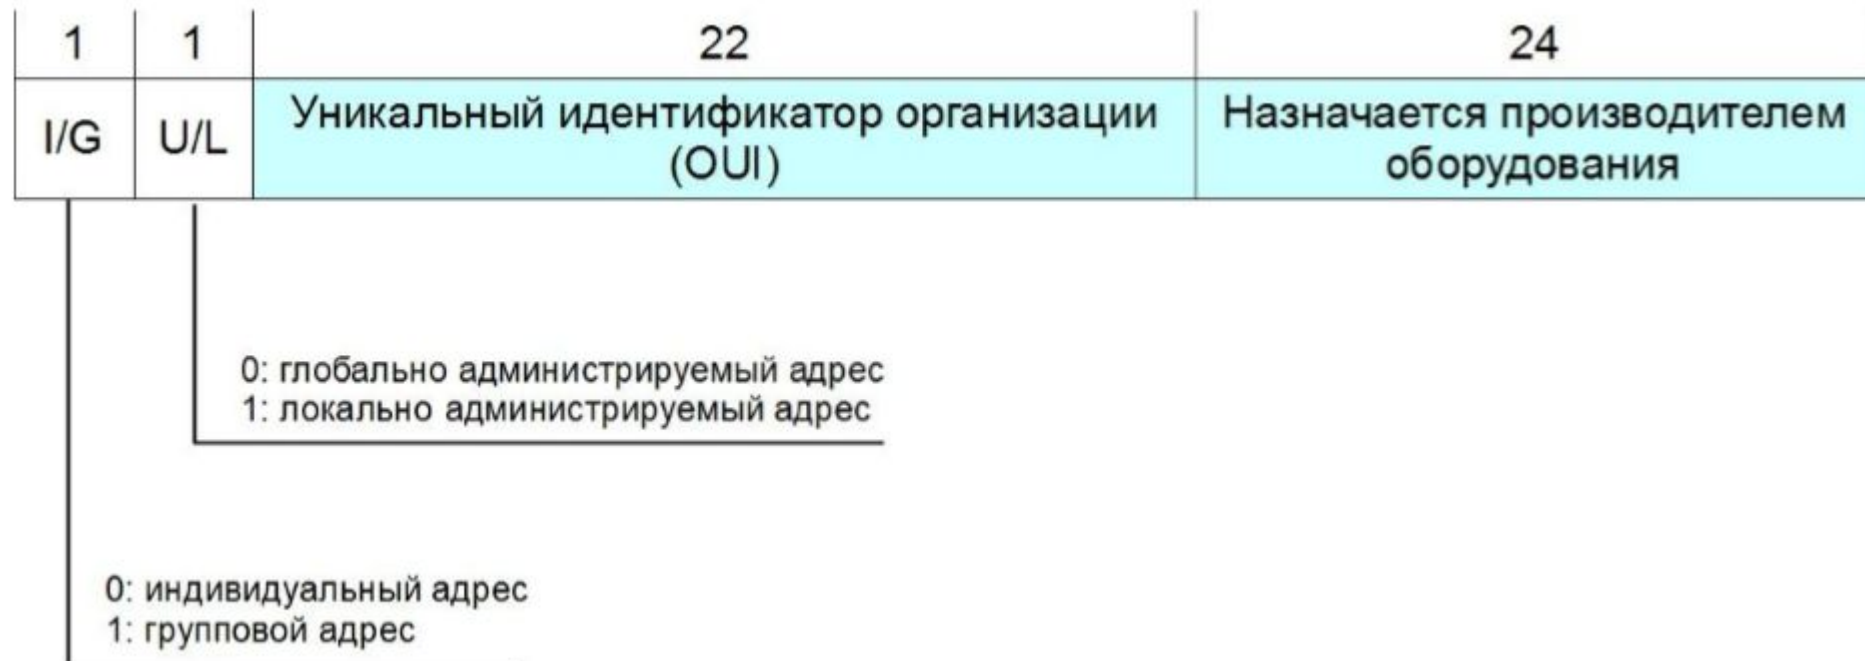 1 1 22 24
I/G U/L Уникальный идентификатор организации (OUI) Назначается производителем оборудования
0: глобально администрируемый адрес
1: локально администрируемый адрес
0: индивидуальный адрес
1: групповой адрес